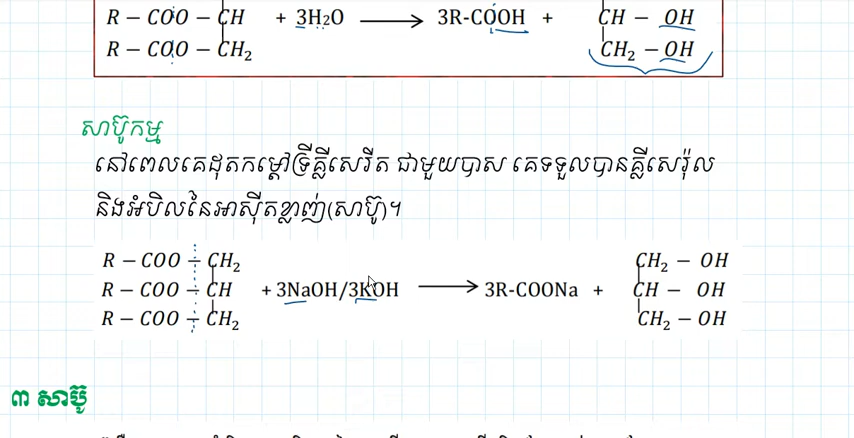 R − COO − CH + 3H₂O ⟶ 3R-COOH + CH − OH
R − COO − CH₂ CH₂ − OH
សាប៊ូកម្ម
នៅពេលគេដុតកម្ដៅទ្រីគ្លីសេរីត ជាមួយបាស គេទទួលបានគ្លីសេរ៉ុល
និងអំបិលនៃអាស៊ីតខ្លាញ់(សាប៊ូ)។
R − COO − CH₂ CH₂ − OH
R − COO − CH + 3NaOH/3KOH ⟶ 3R-COONa + CH − OH
R − COO − CH₂ CH₂ − OH
៣ សាប៊ូ